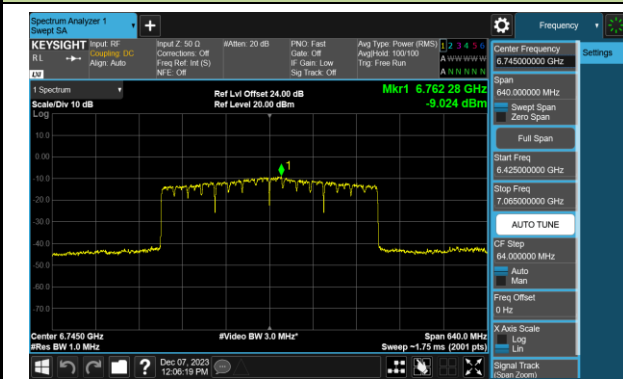 Spectrum Analyzer 1
Swept SA
+
Frequency
KEYSIGHT
Input: RF
Coupling: DC
Align: Auto
R L
LXI
Input Z: 50 Ω
Corrections: Off
Freq Ref: Int (S)
NFE: Off
#Atten: 20 dB
PNO: Fast
Gate: Off
IF Gain: Low
Sig Track: Off
Avg Type: Power (RMS)
Avg|Hold: 100/100
Trig: Free Run
1 2 3 4 5 6
A W W W W W
A N N N N N
1 Spectrum
Scale/Div 10 dB
Log
Ref Lvl Offset 24.00 dB
Ref Level 20.00 dBm
Mkr1 6.762 28 GHz
-9.024 dBm
1
10.0
0.00
-10.0
-20.0
-30.0
-40.0
-50.0
-60.0
-70.0
Center 6.7450 GHz
#Res BW 1.0 MHz
#Video BW 3.0 MHz*
Span 640.0 MHz
Sweep ~1.75 ms (2001 pts)
?
Dec 07, 2023
12:06:19 PM
Center Frequency
6.745000000 GHz
Settings
Span
640.000000 MHz
Swept Span
Zero Span
Full Span
Start Freq
6.425000000 GHz
Stop Freq
7.065000000 GHz
AUTO TUNE
CF Step
64.000000 MHz
Auto
Man
Freq Offset
0 Hz
X Axis Scale
Log
Lin
Signal Track
(Span Zoom)